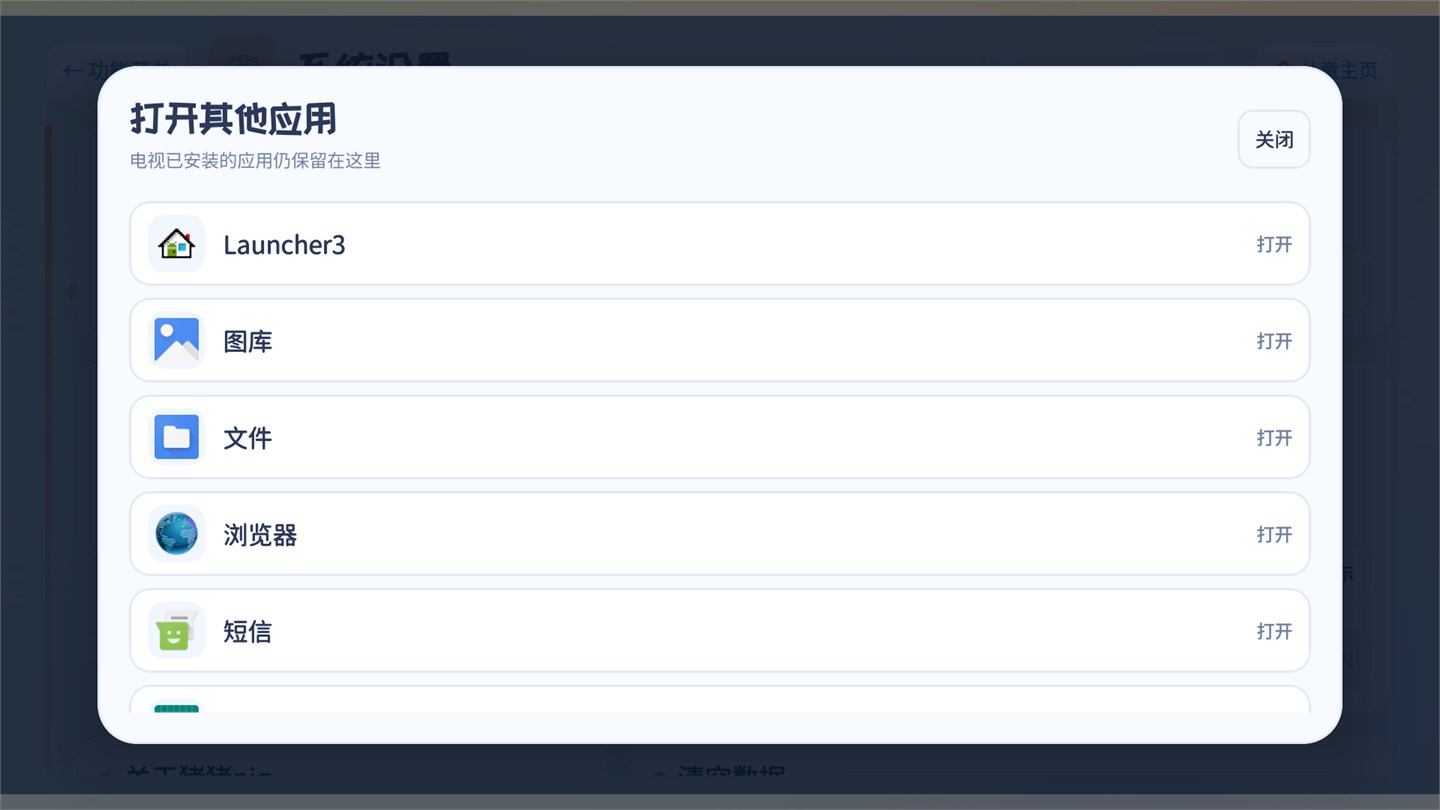 打开其他应用
电视已安装的应用仍保留在这里
关闭
Launcher3
打开
图库
打开
文件
打开
浏览器
打开
短信
打开